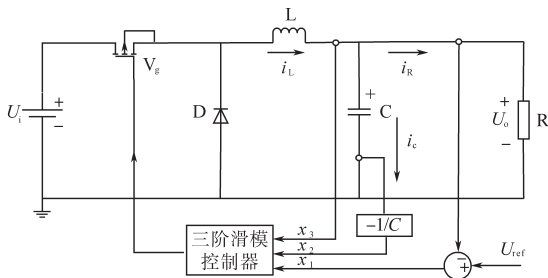 L
V_g
i_L
i_R
+
U_i
+
−
D
+
C
i_c
+
U_o
−
R
−1/C
三阶滑模
控制器
x_3
x_2
x_1
−
+
U_ref